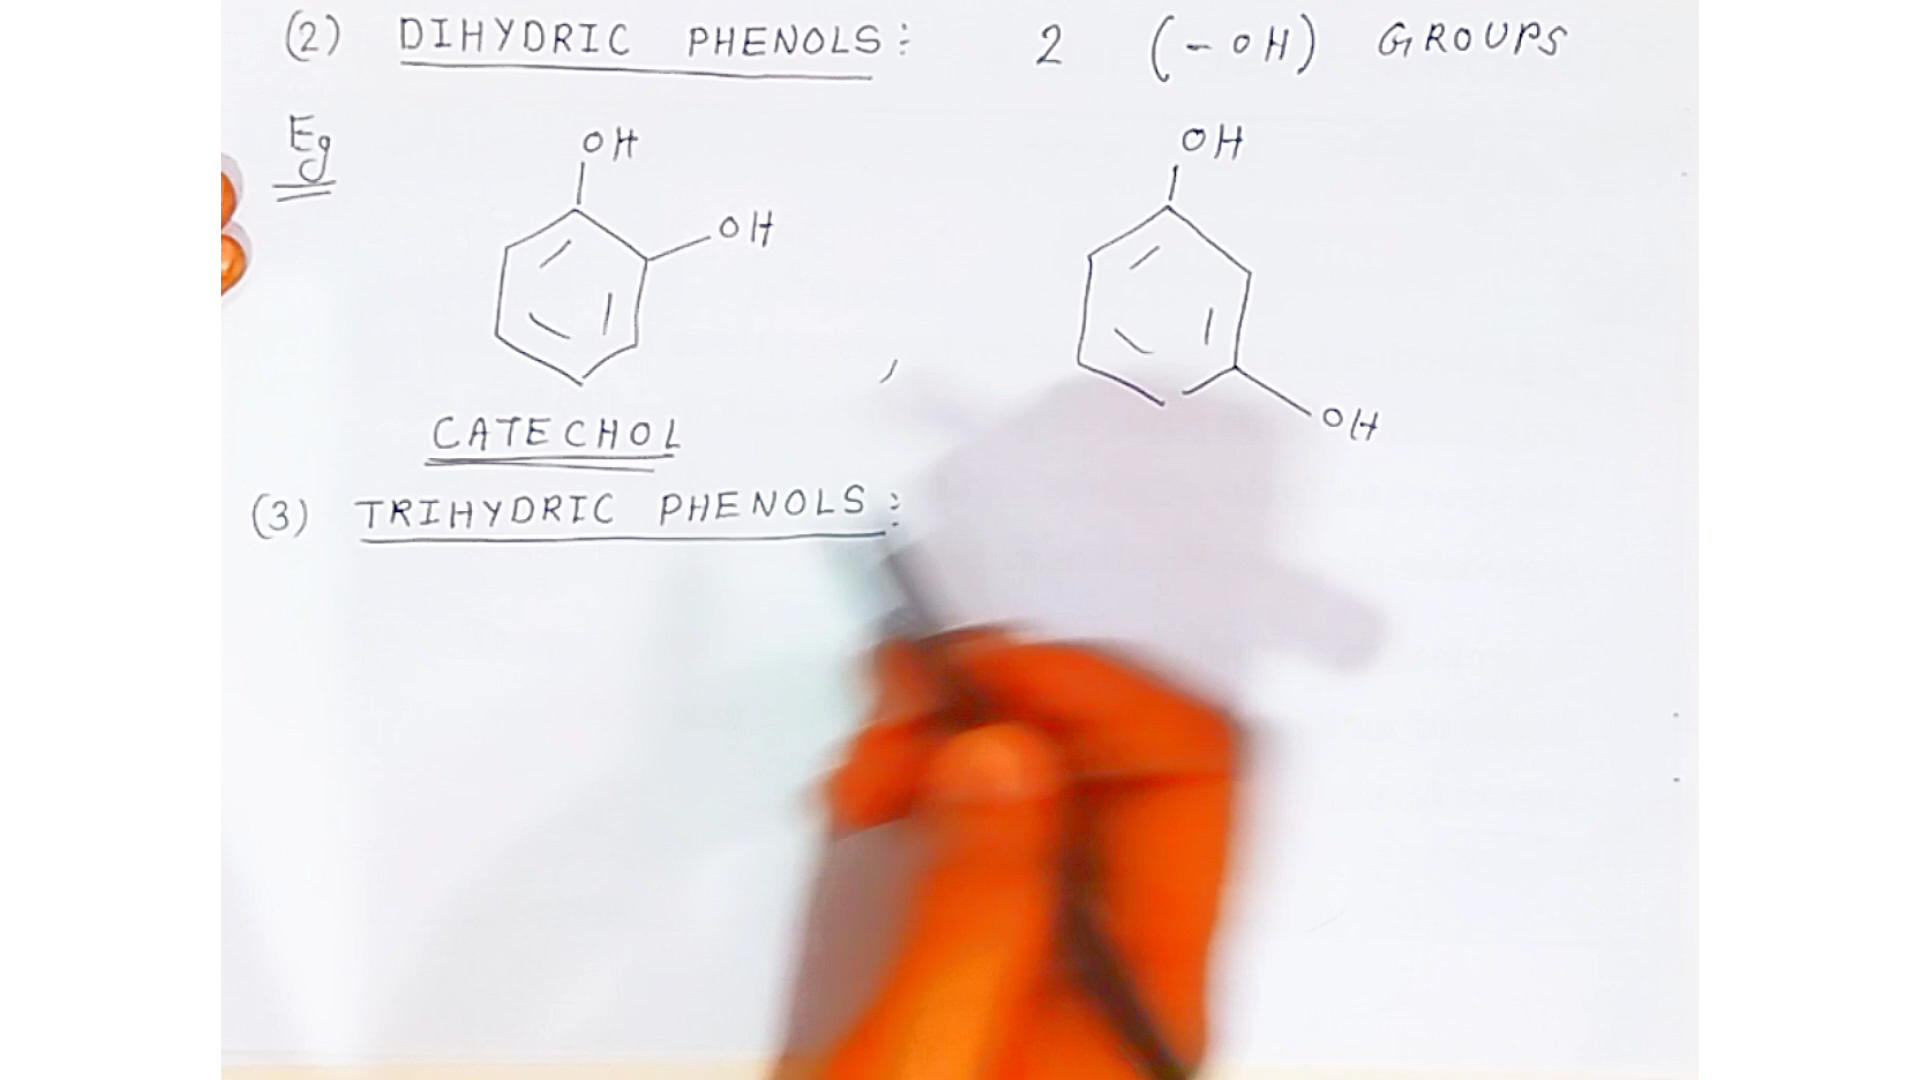 (2) DIHYDRIC PHENOLS: 2 (-OH) GROUPS
Eg
OH
OH
OH
OH
,
CATECHOL
(3) TRIHYDRIC PHENOLS: